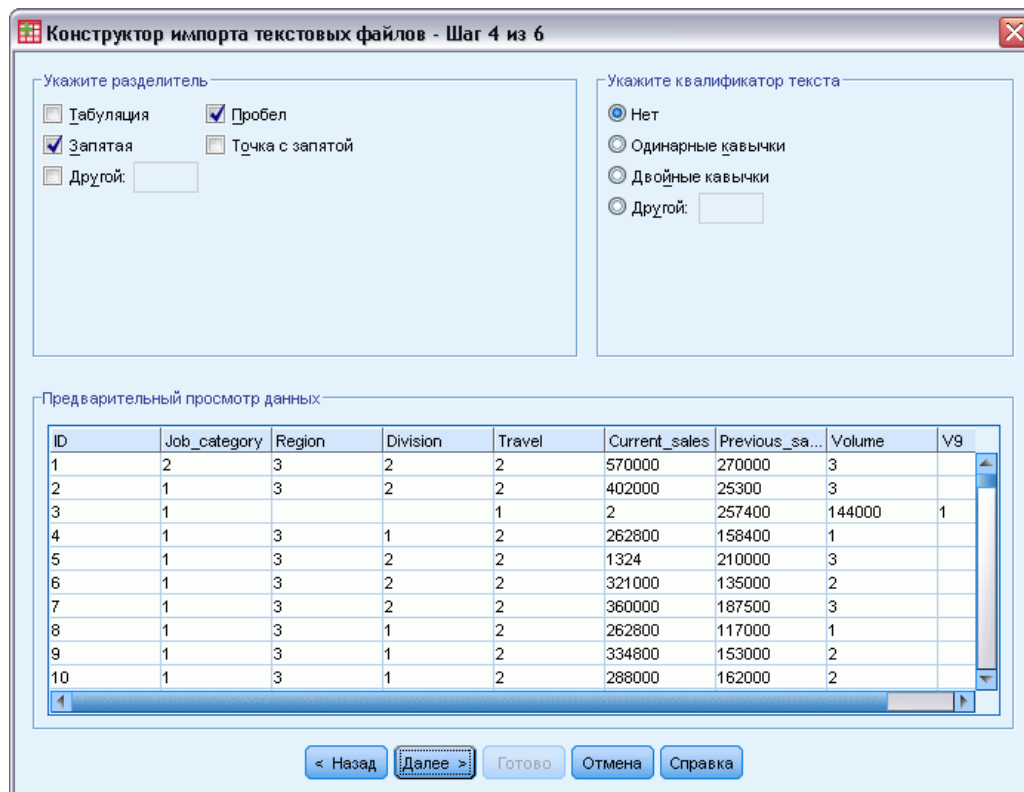 Конструктор импорта текстовых файлов - Шаг 4 из 6
Укажите разделитель
Укажите квалификатор текста
Табуляция Пробел
Запятая Точка с запятой
Другой:
Нет
Одинарные кавычки
Двойные кавычки
Другой:
Предварительный просмотр данных
ID Job_category Region Division Travel Current_sales Previous_sa... Volume V9
1 2 3 2 2 570000 270000 3
2 1 3 2 2 402000 25300 3
3 1 1 2 257400 144000 1
4 1 3 1 2 262800 158400 1
5 1 3 2 2 1324 210000 3
6 1 3 2 2 321000 135000 2
7 1 3 2 2 360000 187500 3
8 1 3 1 2 262800 117000 1
9 1 3 1 2 334800 153000 2
10 1 3 1 2 288000 162000 2
< Назад Далее > Готово Отмена Справка